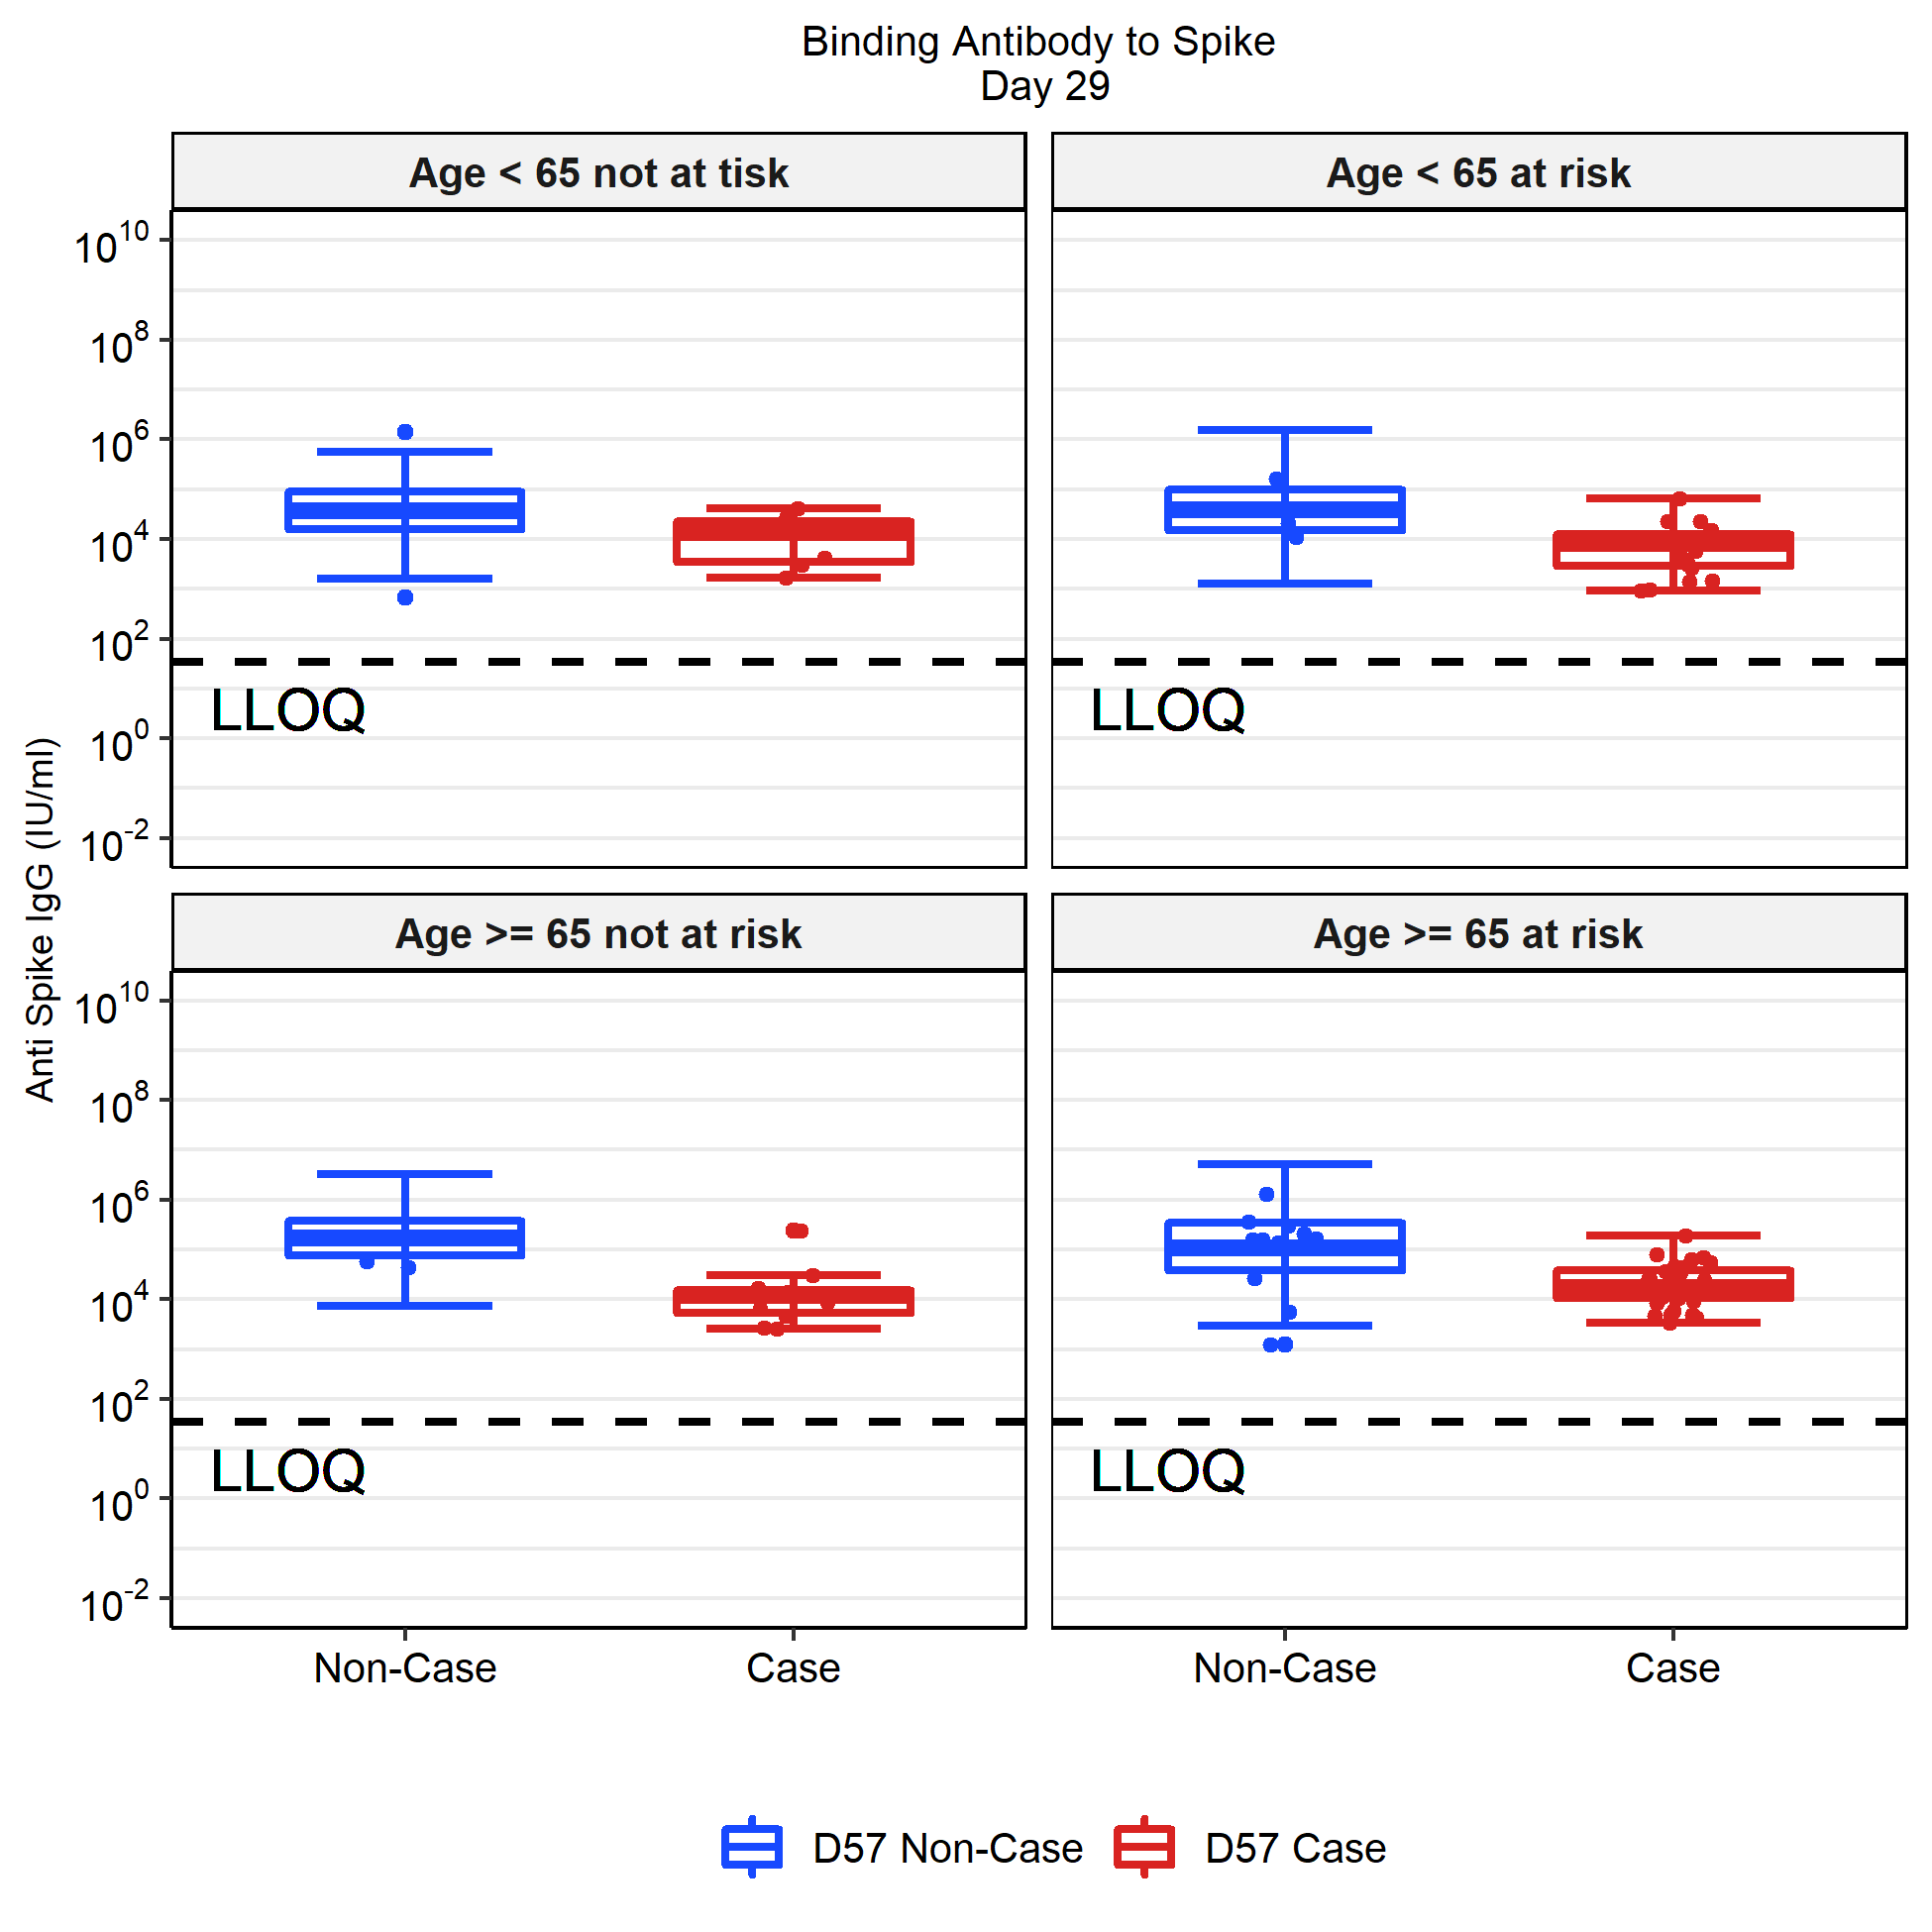 Binding Antibody to Spike
Day 29
Age < 65 not at tisk
Age < 65 at risk
10^10
10^8
10^6
10^4
10^2
10^0
10^-2
LLOQ
LLOQ
Anti Spike IgG (IU/ml)
Age >= 65 not at risk
Age >= 65 at risk
10^10
10^8
10^6
10^4
10^2
10^0
10^-2
LLOQ
LLOQ
Non-Case
Case
Non-Case
Case
D57 Non-Case
D57 Case